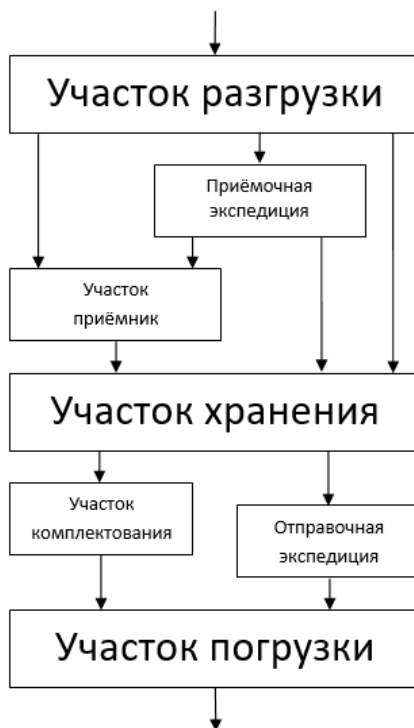 Участок разгрузки
Приёмочная
экспедиция
Участок
приёмник
Участок хранения
Участок
комплектования
Отправочная
экспедиция
Участок погрузки